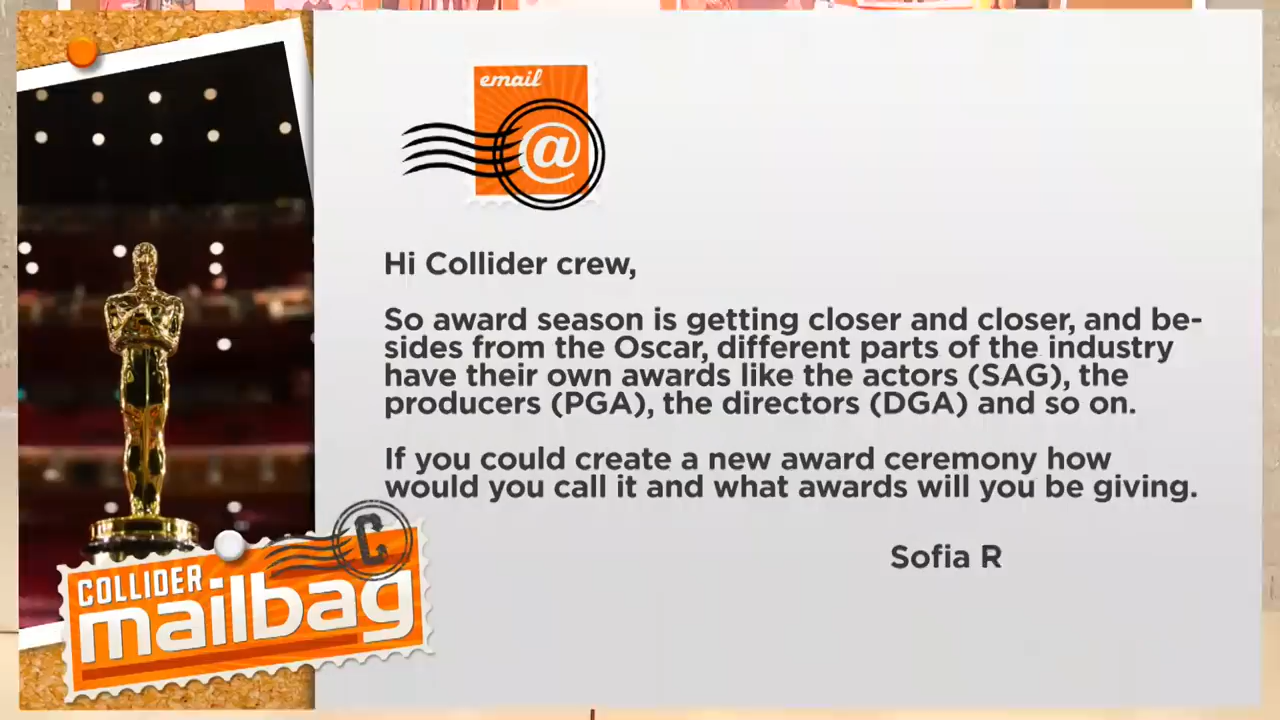 email
@
Hi Collider crew,
So award season is getting closer and closer, and be-
sides from the Oscar, different parts of the industry
have their own awards like the actors (SAG), the
producers (PGA), the directors (DGA) and so on.
If you could create a new award ceremony how
would you call it and what awards will you be giving.
Sofia R
C
COLLIDER
mailbag